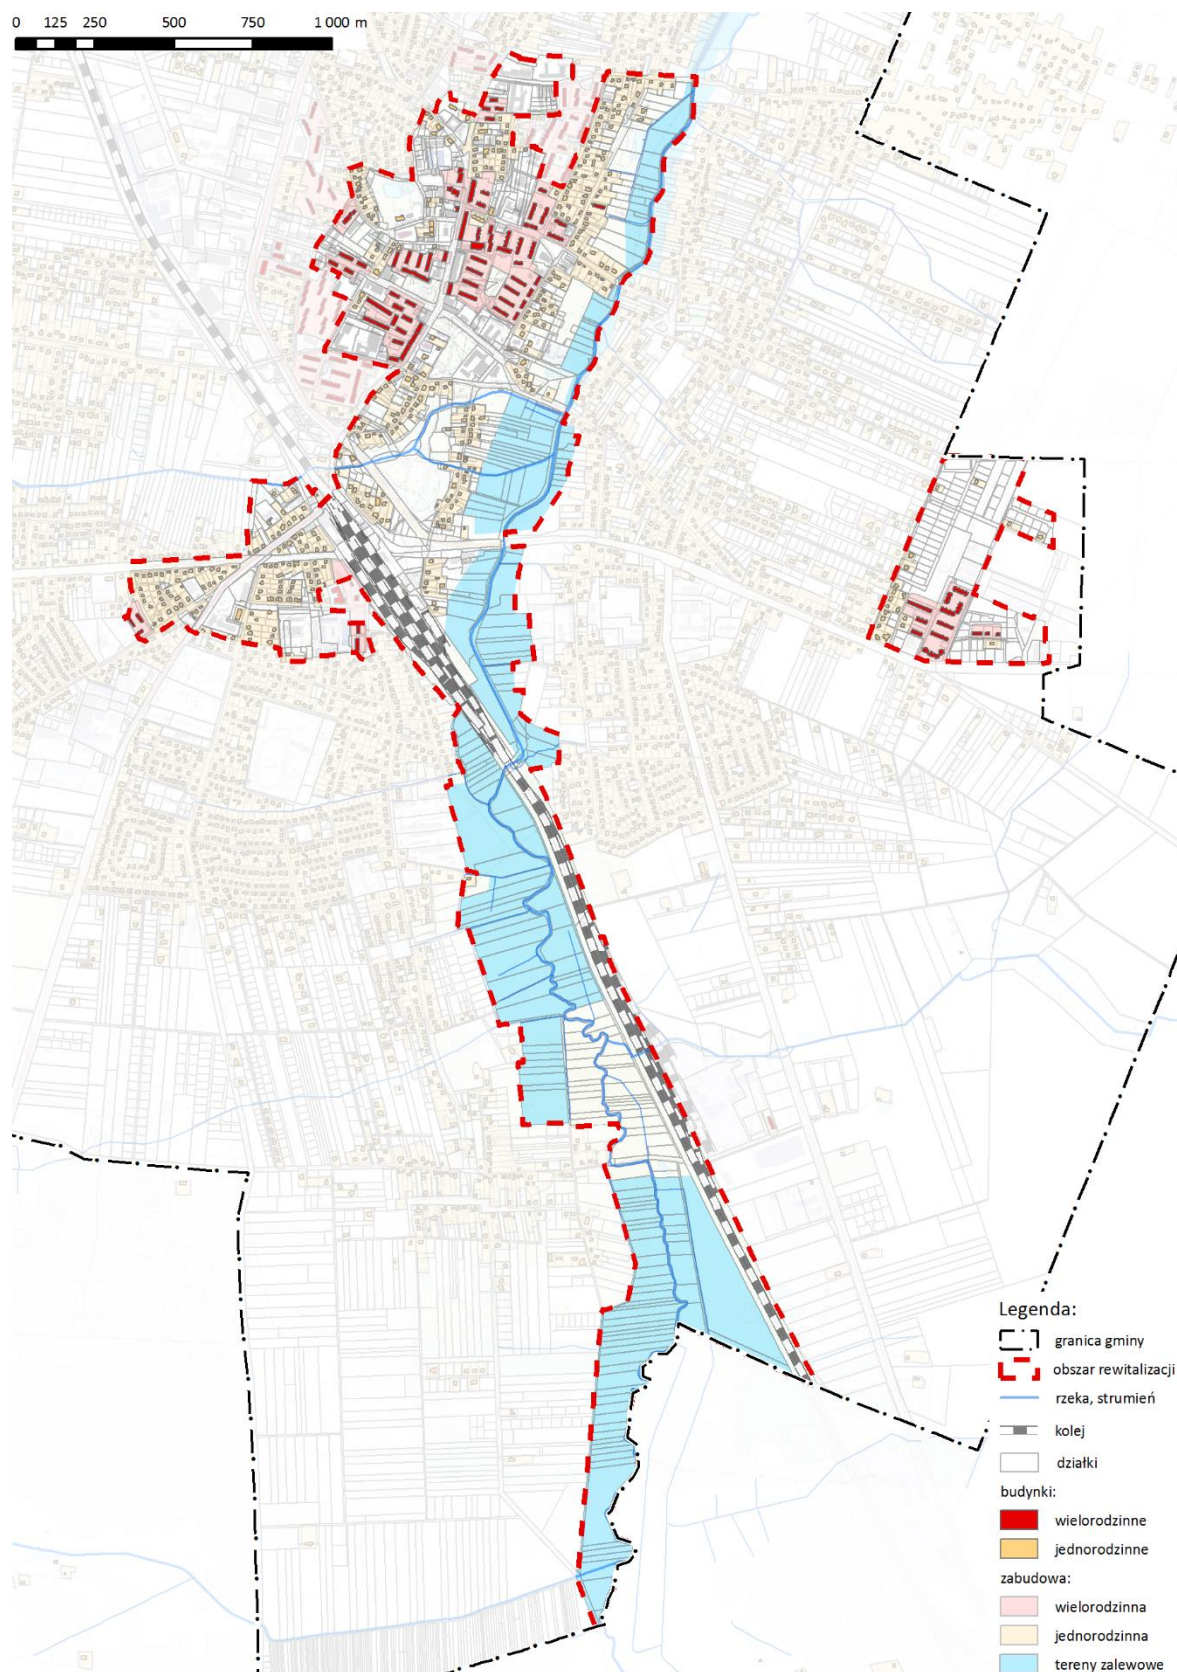 0 125 250 500 750 1 000 m
Legenda:
granica gminy
obszar rewitalizacji
rzeka, strumień
kolej
działki
budynki:
wielorodzinne
jednorodzinne
zabudowa:
wielorodzinna
jednorodzinna
tereny zalewowe